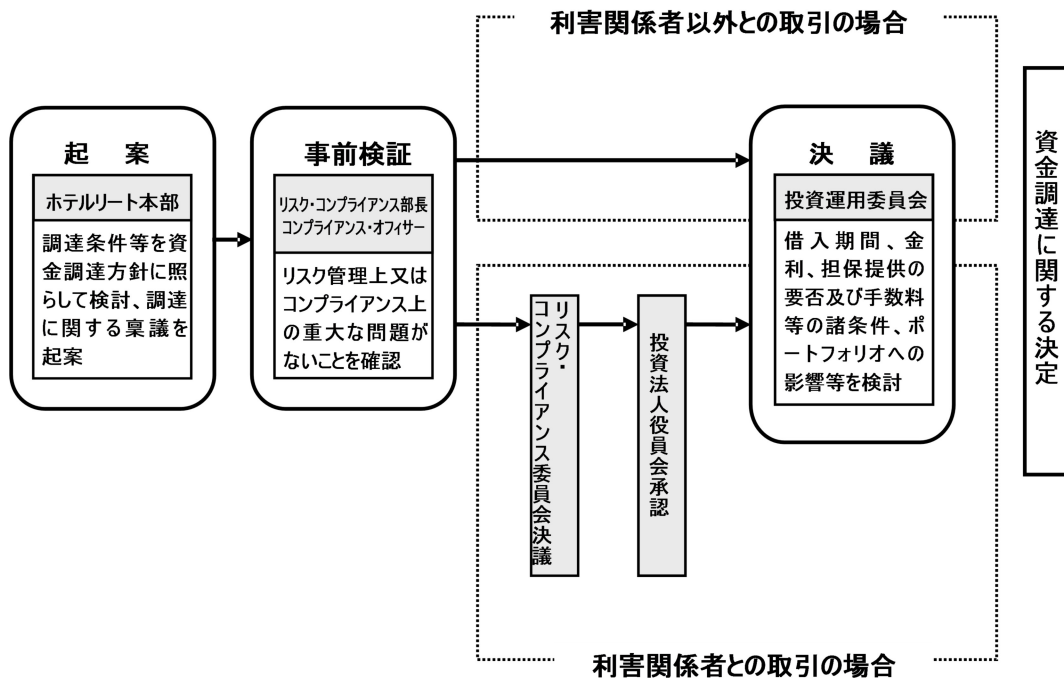 利害関係者以外との取引の場合
起 案
ホテルリート本部
調達条件等を資
金調達方針に照
らして検討、調達
に関する稟議を
起案
事前検証
リスク・コンプライアンス部長
コンプライアンス・オフィサー
リスク管理上又は
コンプライアンス上
の重大な問題が
ないことを確認
リスク・
コンプライアンス委員会決議
投資法人役員会承認
決 議
投資運用委員会
借入期間、金
利、担保提供の
要否及び手数料
等の諸条件、ポ
ートフォリオへの
影響等を検討
資金調達に関する決定
利害関係者との取引の場合